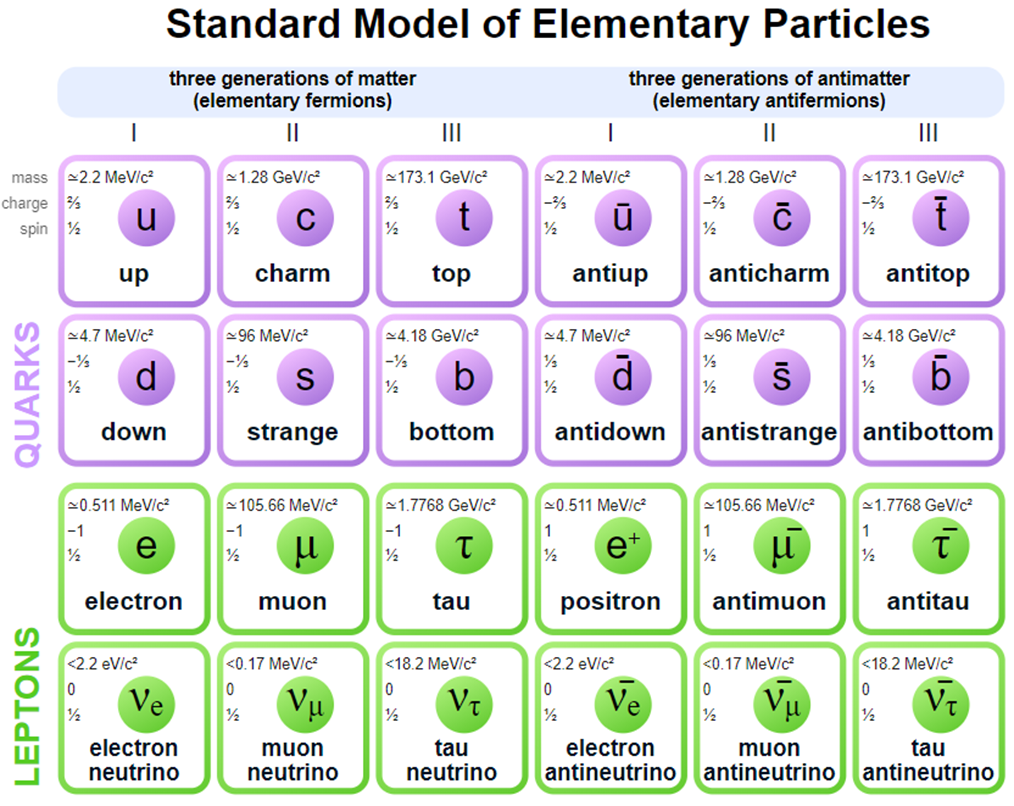 Standard Model of Elementary Particles
three generations of matter
(elementary fermions)
three generations of antimatter
(elementary antifermions)
I II III I II III
mass
charge
spin
≃2.2 MeV/c²
⅔
½
u
up
≃1.28 GeV/c²
⅔
½
c
charm
≃173.1 GeV/c²
⅔
½
t
top
≃2.2 MeV/c²
−⅔
½
ū
antiup
≃1.28 GeV/c²
−⅔
½
c̄
anticharm
≃173.1 GeV/c²
−⅔
½
t̄
antitop
QUARKS
≃4.7 MeV/c²
−⅓
½
d
down
≃96 MeV/c²
−⅓
½
s
strange
≃4.18 GeV/c²
−⅓
½
b
bottom
≃4.7 MeV/c²
⅓
½
d̄
antidown
≃96 MeV/c²
⅓
½
s̄
antistrange
≃4.18 GeV/c²
⅓
½
b̄
antibottom
≃0.511 MeV/c²
−1
½
e
electron
≃105.66 MeV/c²
−1
½
μ
muon
≃1.7768 GeV/c²
−1
½
τ
tau
≃0.511 MeV/c²
1
½
e⁺
positron
≃105.66 MeV/c²
1
½
μ̄
antimuon
≃1.7768 GeV/c²
1
½
τ̄
antitau
LEPTONS
<2.2 eV/c²
0
½
νe
electron
neutrino
<0.17 MeV/c²
0
½
νμ
muon
neutrino
<18.2 MeV/c²
0
½
ντ
tau
neutrino
<2.2 eV/c²
0
½
ν̄e
electron
antineutrino
<0.17 MeV/c²
0
½
ν̄μ
muon
antineutrino
<18.2 MeV/c²
0
½
ν̄τ
tau
antineutrino